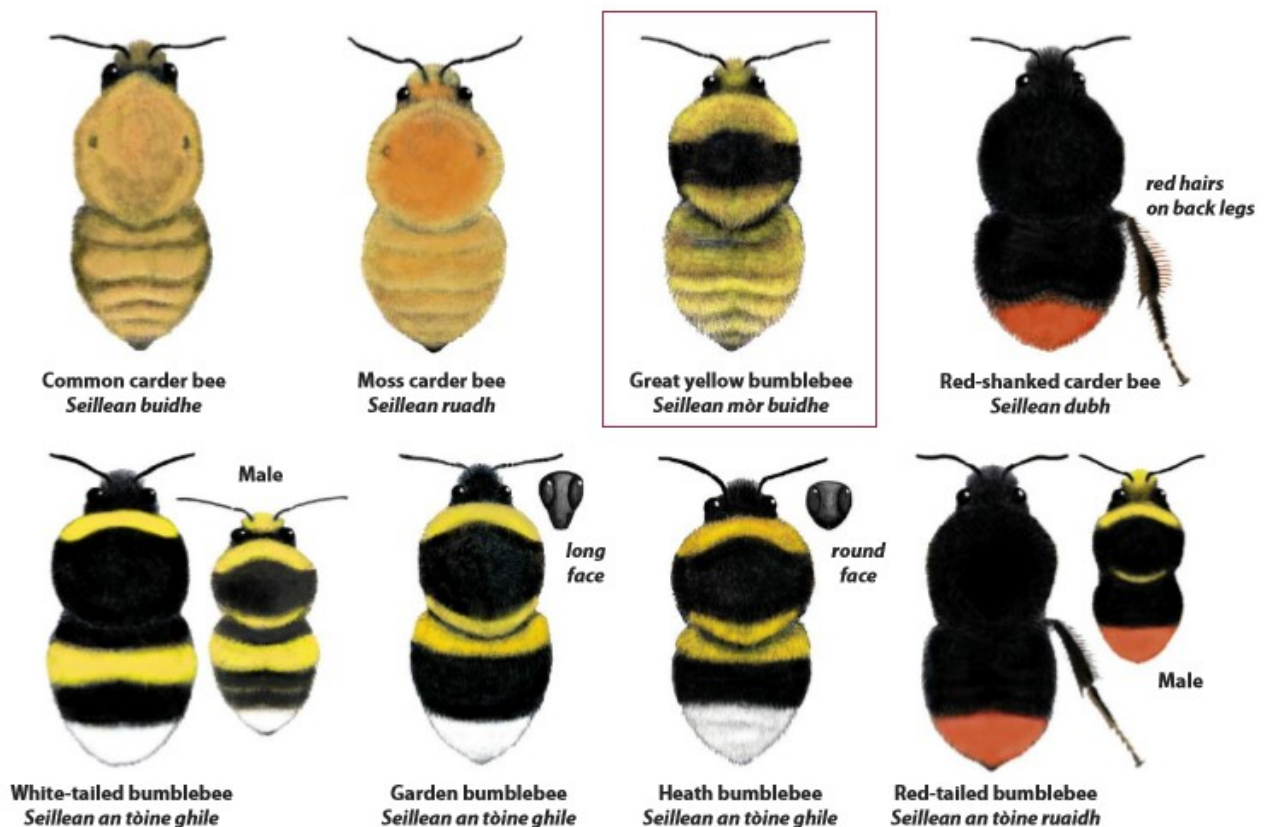 red hairs
on back legs
Common carder bee
Seillean buidhe
Moss carder bee
Seillean ruadh
Great yellow bumblebee
Seillean mòr buidhe
Red-shanked carder bee
Seillean dubh
Male
long
face
round
face
Male
White-tailed bumblebee
Seillean an tòine ghile
Garden bumblebee
Seillean an tòine ghile
Heath bumblebee
Seillean an tòine ghile
Red-tailed bumblebee
Seillean an tòine ruaidh